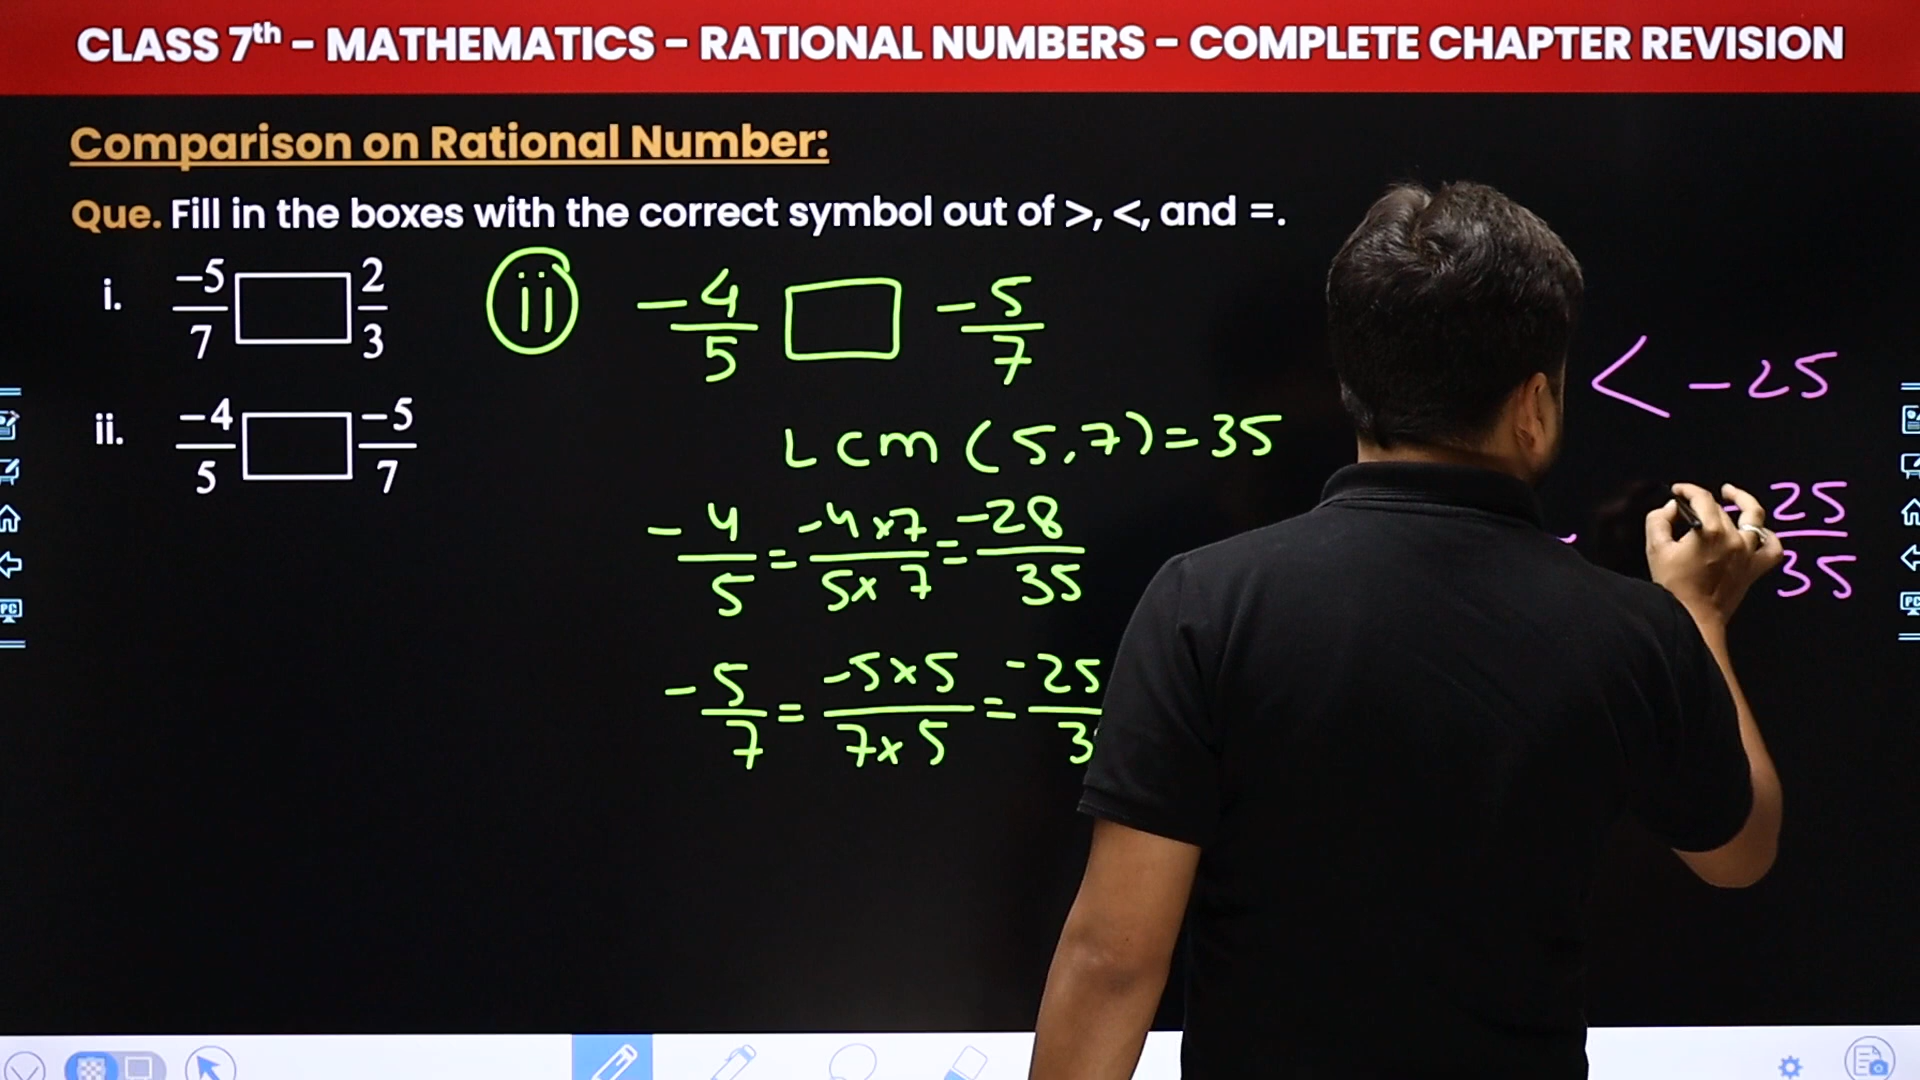 CLASS 7th – MATHEMATICS – RATIONAL NUMBERS – COMPLETE CHAPTER REVISION
Comparison on Rational Number:
Que. Fill in the boxes with the correct symbol out of >, <, and =.
i. −5/7 □ 2/3
ii. −4/5 □ −5/7
ii −4/5 □ −5/7
Lcm (5,7) = 35
−4/5 = −4×7/5×7 = −28/35
−5/7 = −5×5/7×5 = −25/3
< −25
25/35
PC
PC